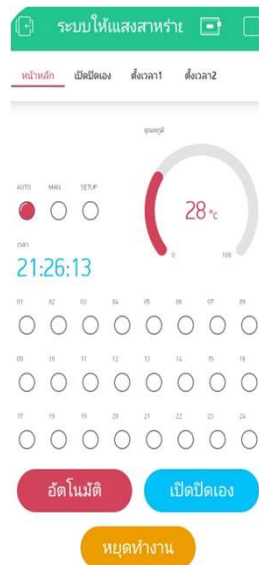 ระบบให้แสงสาหร่าย
หน้าหลัก เปิดปิดเอง ตั้งเวลา1 ตั้งเวลา2
อุณหภูมิ
AUTO MAN SETUP
28 °c
0 100
เวลา
21:26:13
01 02 03 04 05 06 07 08
09 10 11 12 13 14 15 16
17 18 19 20 21 22 23 24
อัตโนมัติ เปิดปิดเอง
หยุดทำงาน